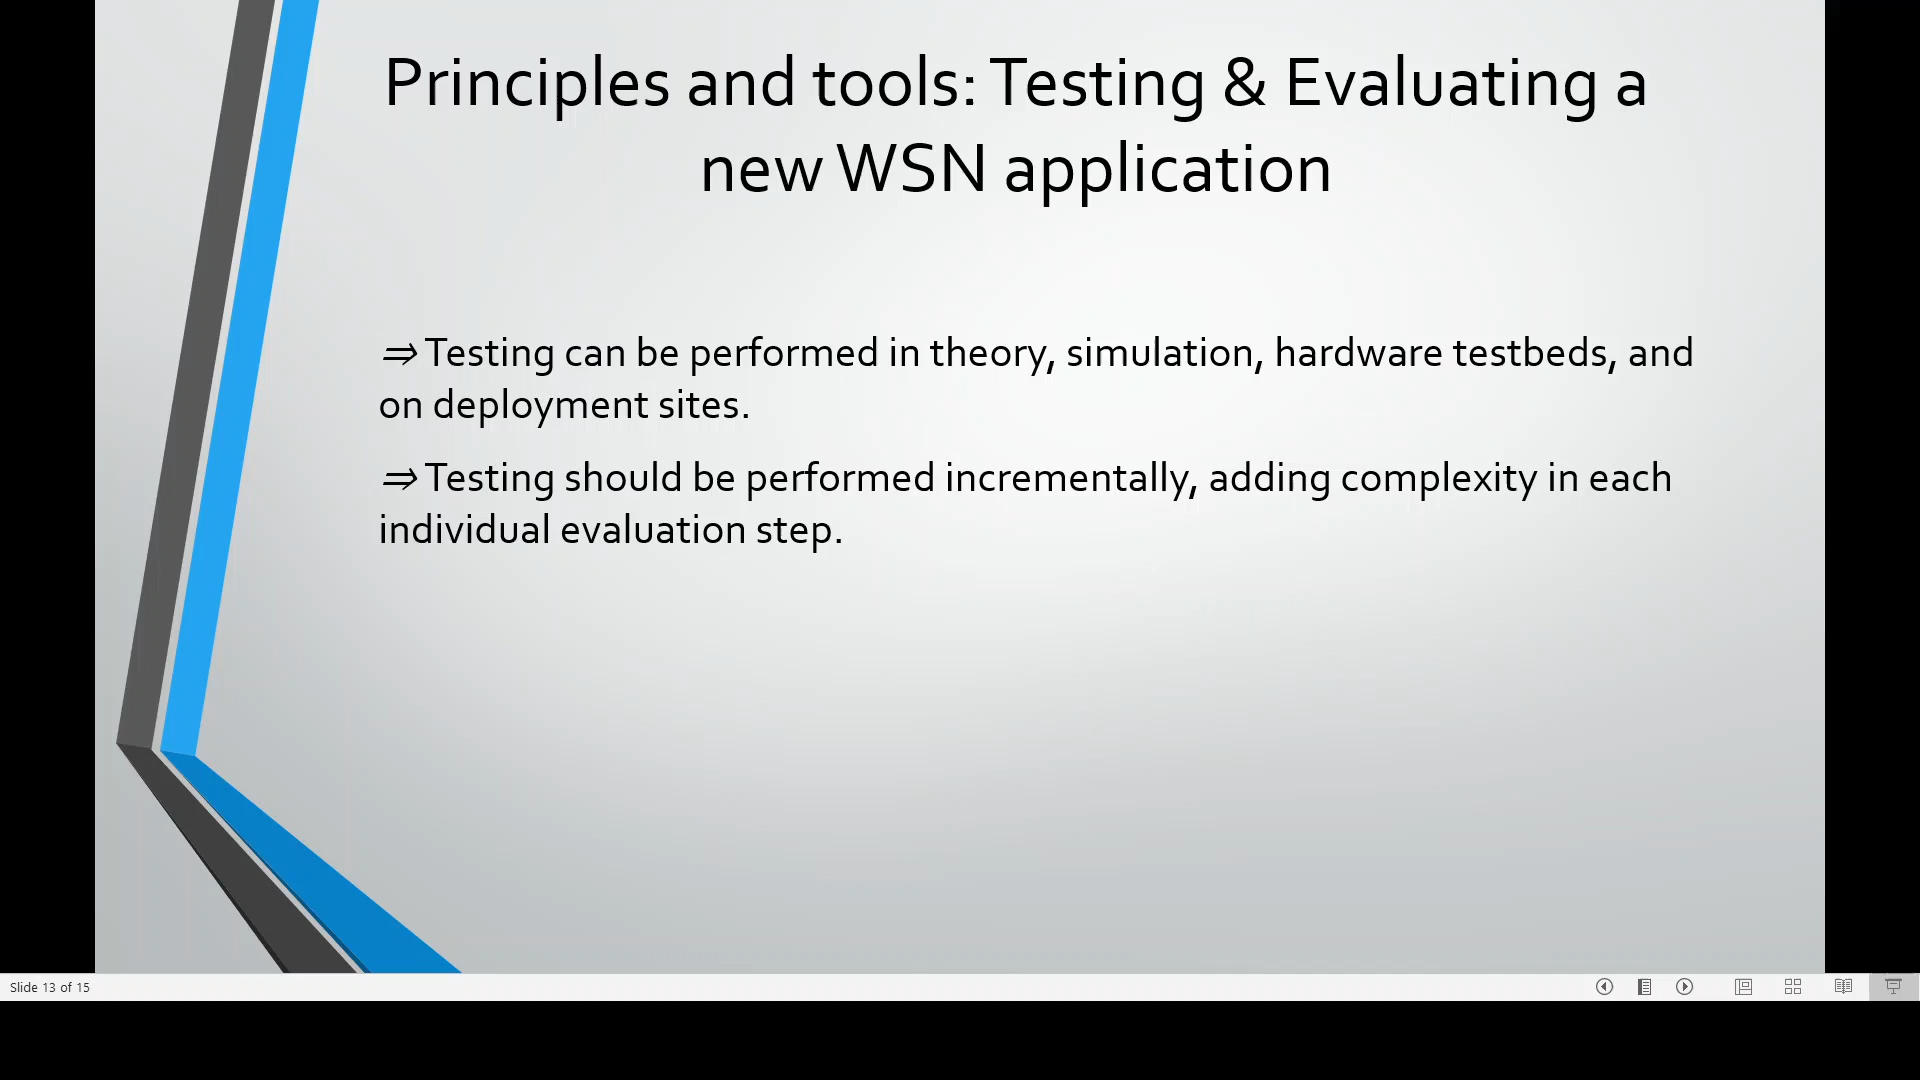 Principles and tools: Testing & Evaluating a
new WSN application
⇒ Testing can be performed in theory, simulation, hardware testbeds, and
on deployment sites.
⇒ Testing should be performed incrementally, adding complexity in each
individual evaluation step.
Slide 13 of 15